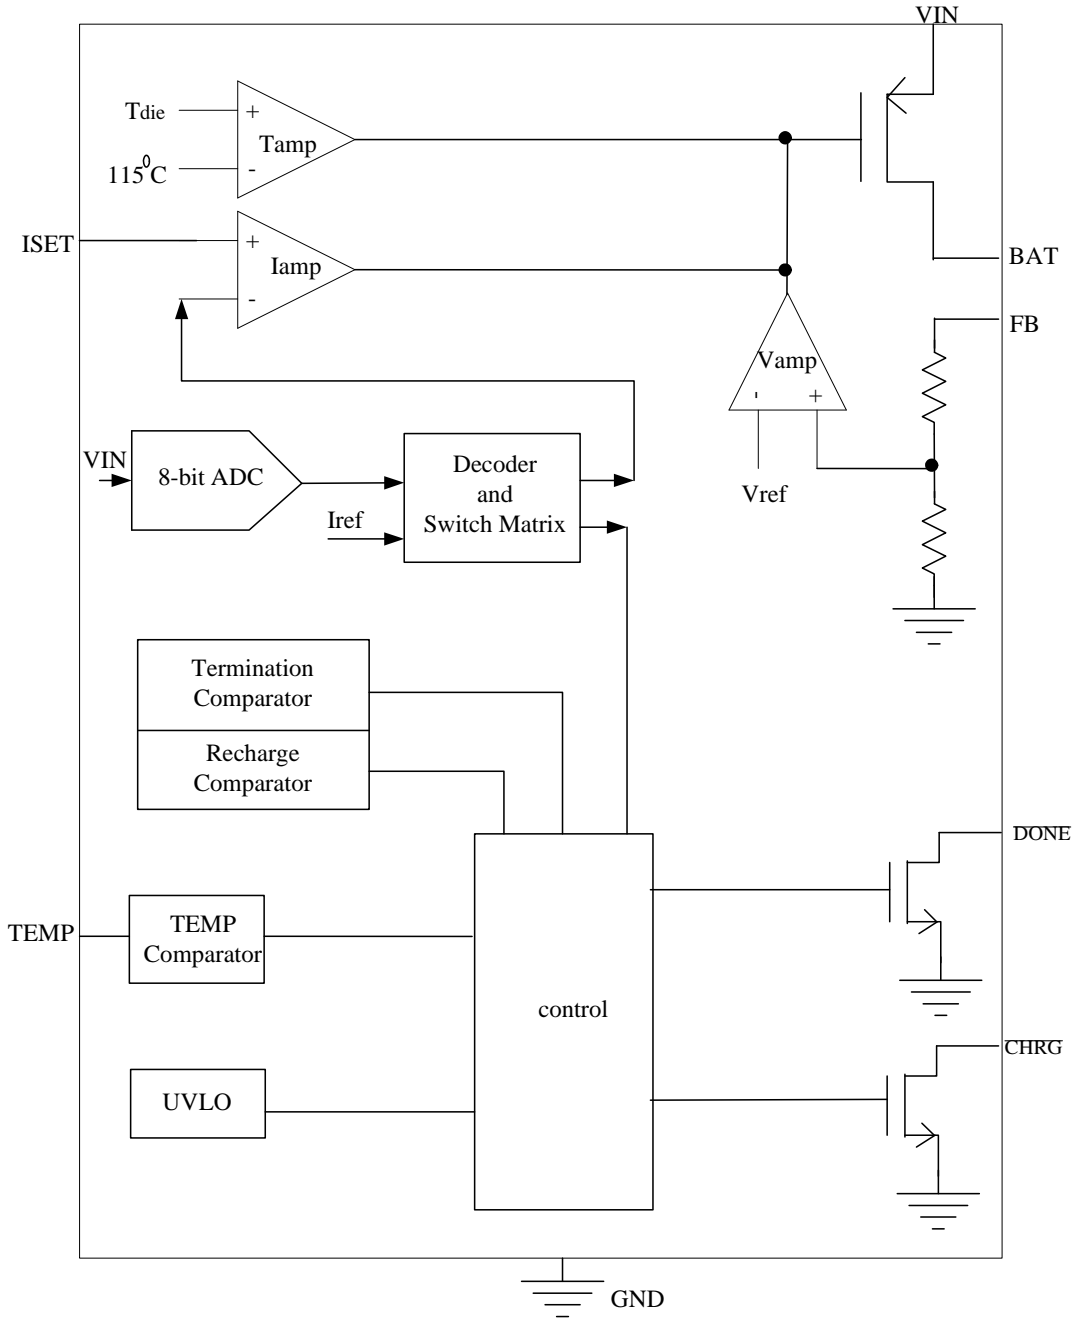 VIN
Tdie
+
Tamp
115⁰C
-
ISET
+
Iamp
-
BAT
FB
Vamp
- +
VIN
8-bit ADC
Decoder
and
Switch Matrix
Vref
Iref
Termination
Comparator
Recharge
Comparator
DONE
TEMP
TEMP
Comparator
control
CHRG
UVLO
GND